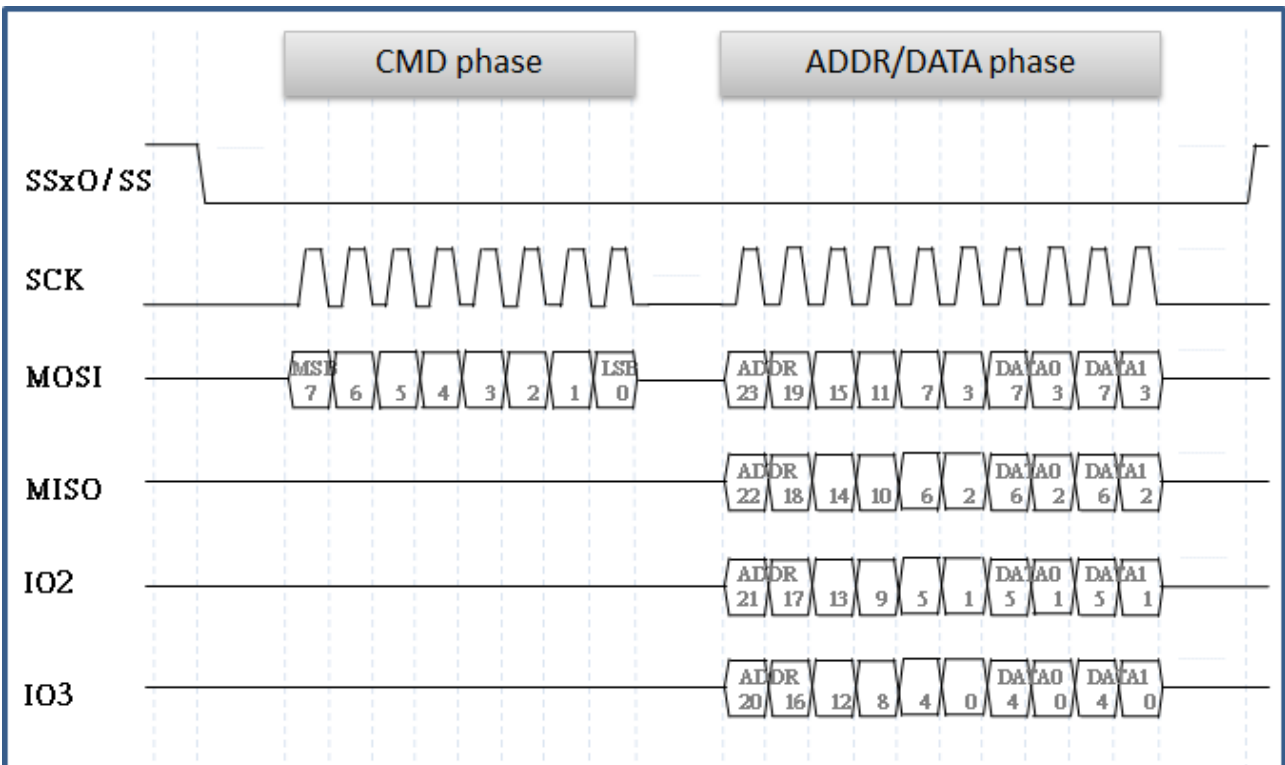 CMD phase
ADDR/DATA phase
SSxO/SS
SCK
MOSI
MSB
LSB
ADDR
DATA0
DATA1
7 6 5 4 3 2 1 0
23 19 15 11 7 3 7 3 7 3
MISO
ADDR
DATA0
DATA1
22 18 14 10 6 2 6 2 6 2
IO2
ADDR
DATA0
DATA1
21 17 13 9 5 1 5 1 5 1
IO3
ADDR
DATA0
DATA1
20 16 12 8 4 0 4 0 4 0